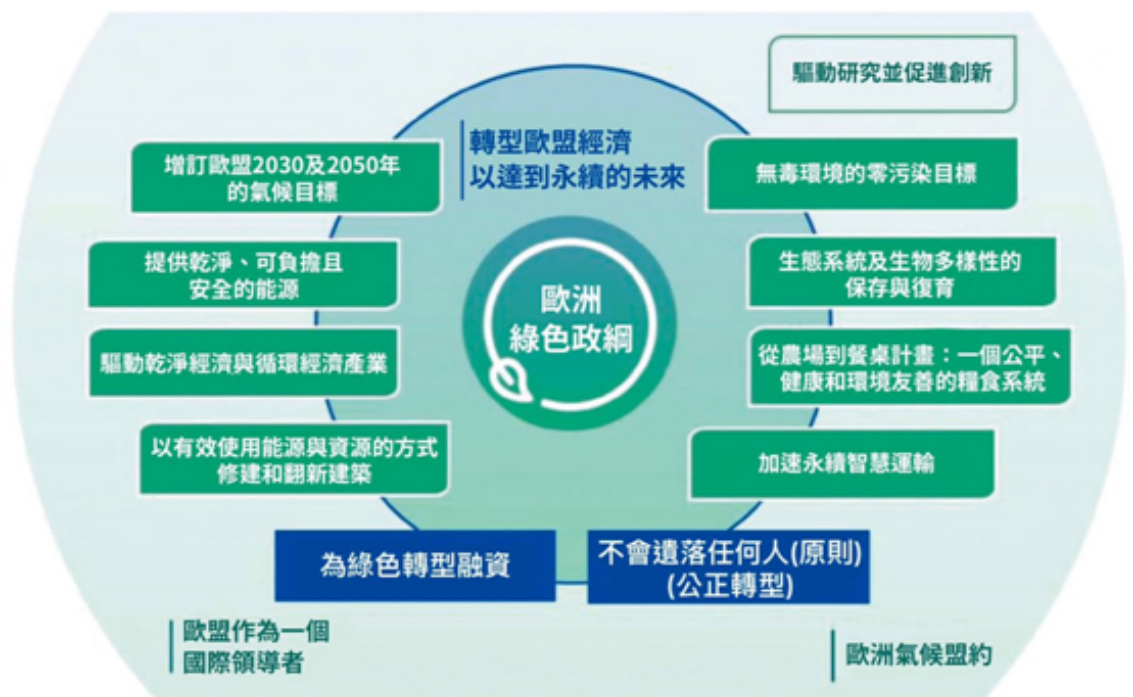 驅動研究並促進創新
轉型歐盟經濟
以達到永續的未來
增訂歐盟2030及2050年
的氣候目標
提供乾淨、可負擔且
安全的能源
驅動乾淨經濟與循環經濟產業
以有效使用能源與資源的方式
修建和翻新建築
歐洲
綠色政綱
無毒環境的零污染目標
生態系統及生物多樣性的
保存與復育
從農場到餐桌計畫：一個公平、
健康和環境友善的糧食系統
加速永續智慧運輸
為綠色轉型融資
不會遺落任何人(原則)
(公正轉型)
歐盟作為一個
國際領導者
歐洲氣候盟約